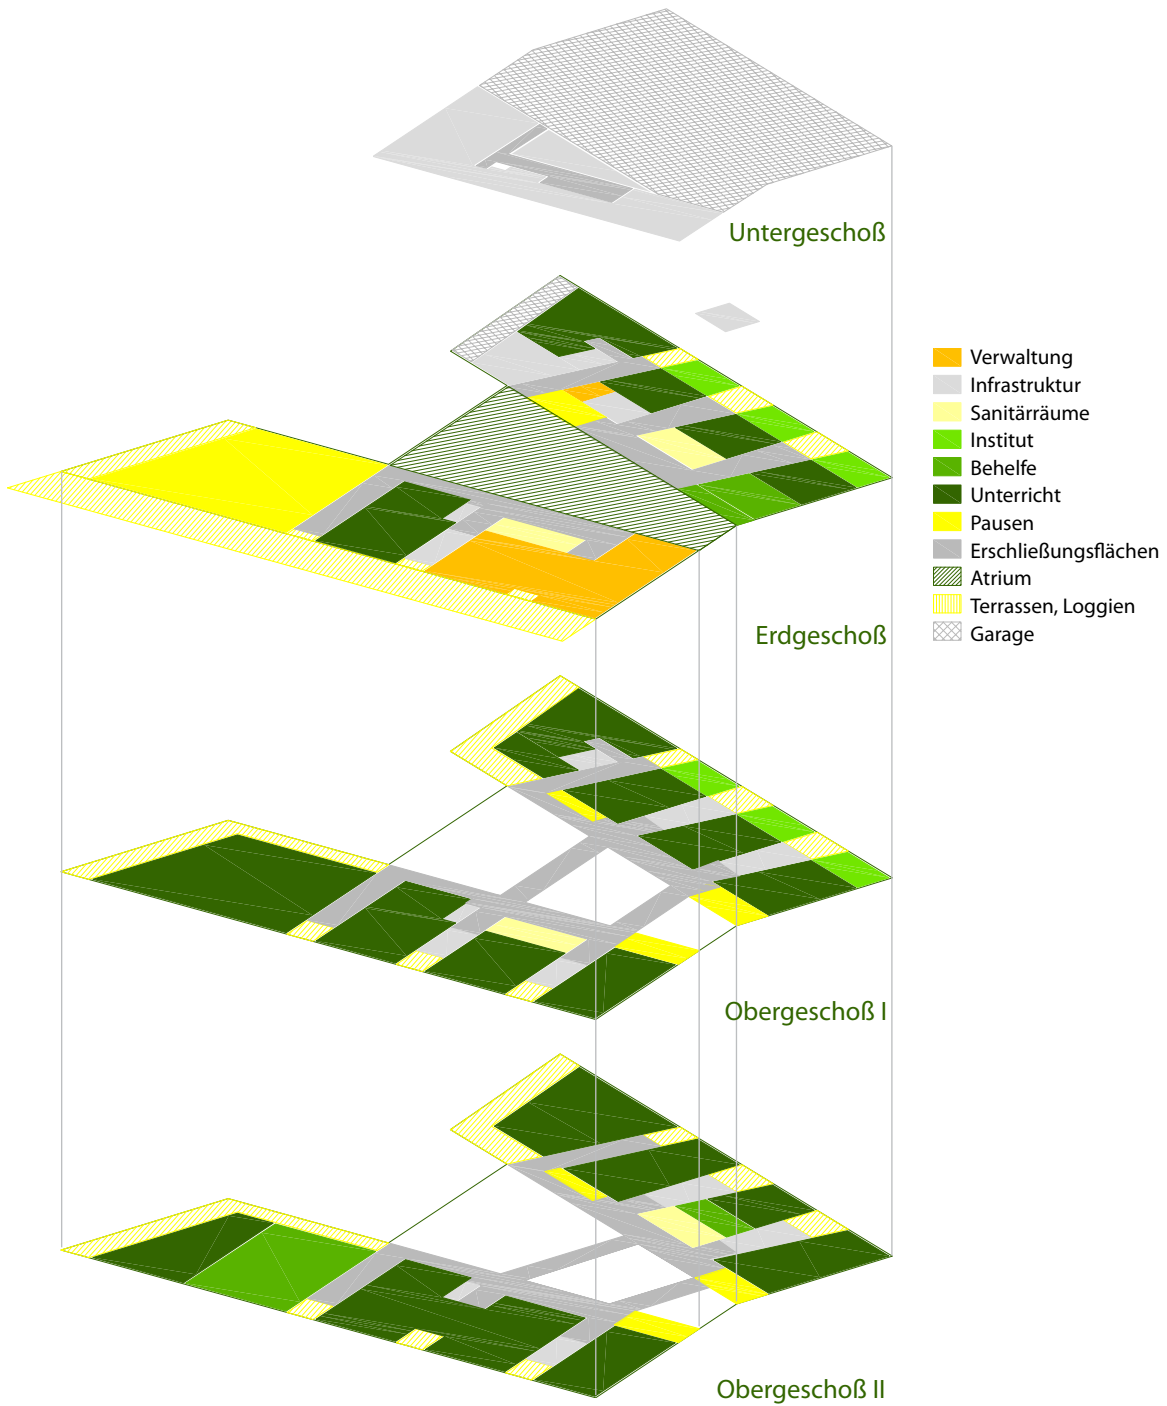 Untergeschoß
Verwaltung
Infrastruktur
Sanitärräume
Institut
Behelfe
Unterricht
Pausen
Erschließungsflächen
Atrium
Terrassen, Loggien
Garage
Erdgeschoß
Obergeschoß I
Obergeschoß II